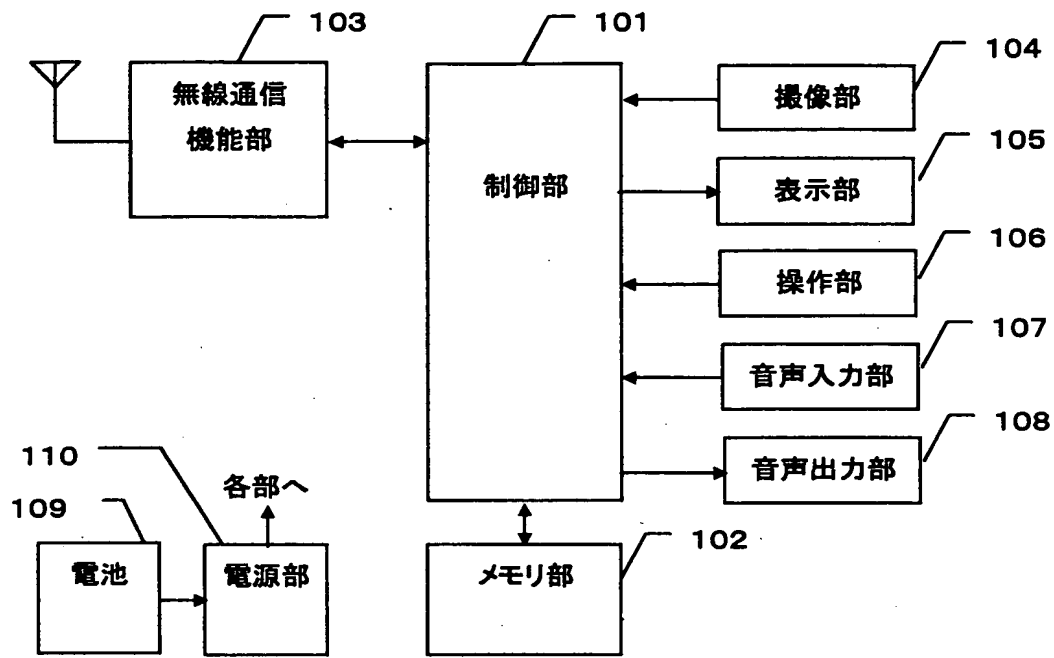 103
101
104
無線通信
機能部
撮像部
105
制御部
表示部
106
操作部
107
音声入力部
108
音声出力部
110
各部へ
109
電池
電源部
メモリ部
102